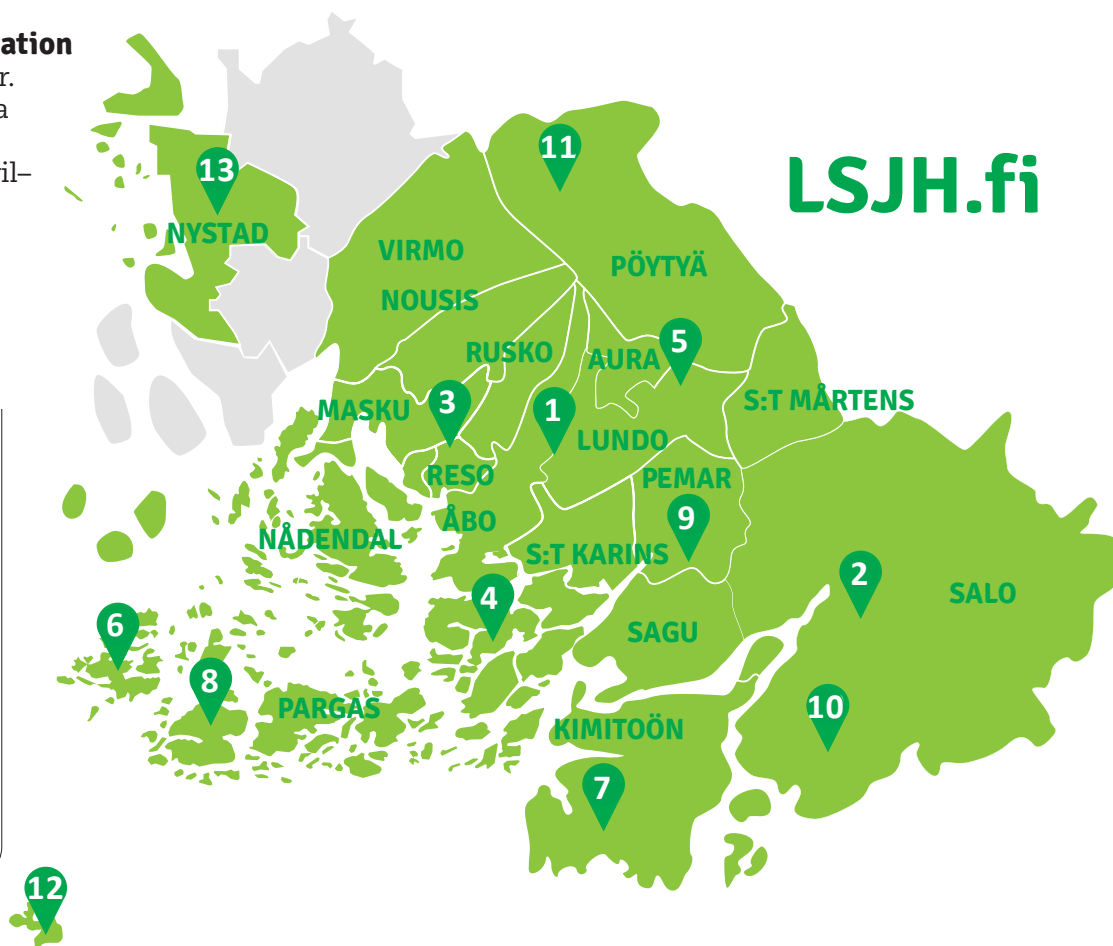 ation
r.
a
il–
LSJH.fi
11
13
NYSTAD
VIRMO
PÖYTYÄ
NOUSIS
5
RUSKO
AURA
3
1
MASKU
S:T MÅRTENS
LUNDO
RESO
PEMAR
9
ÅBO
NÅDENDAL
S:T KARINS
2
4
SALO
6
SAGU
8
10
PARGAS
KIMITOÖN
7
12